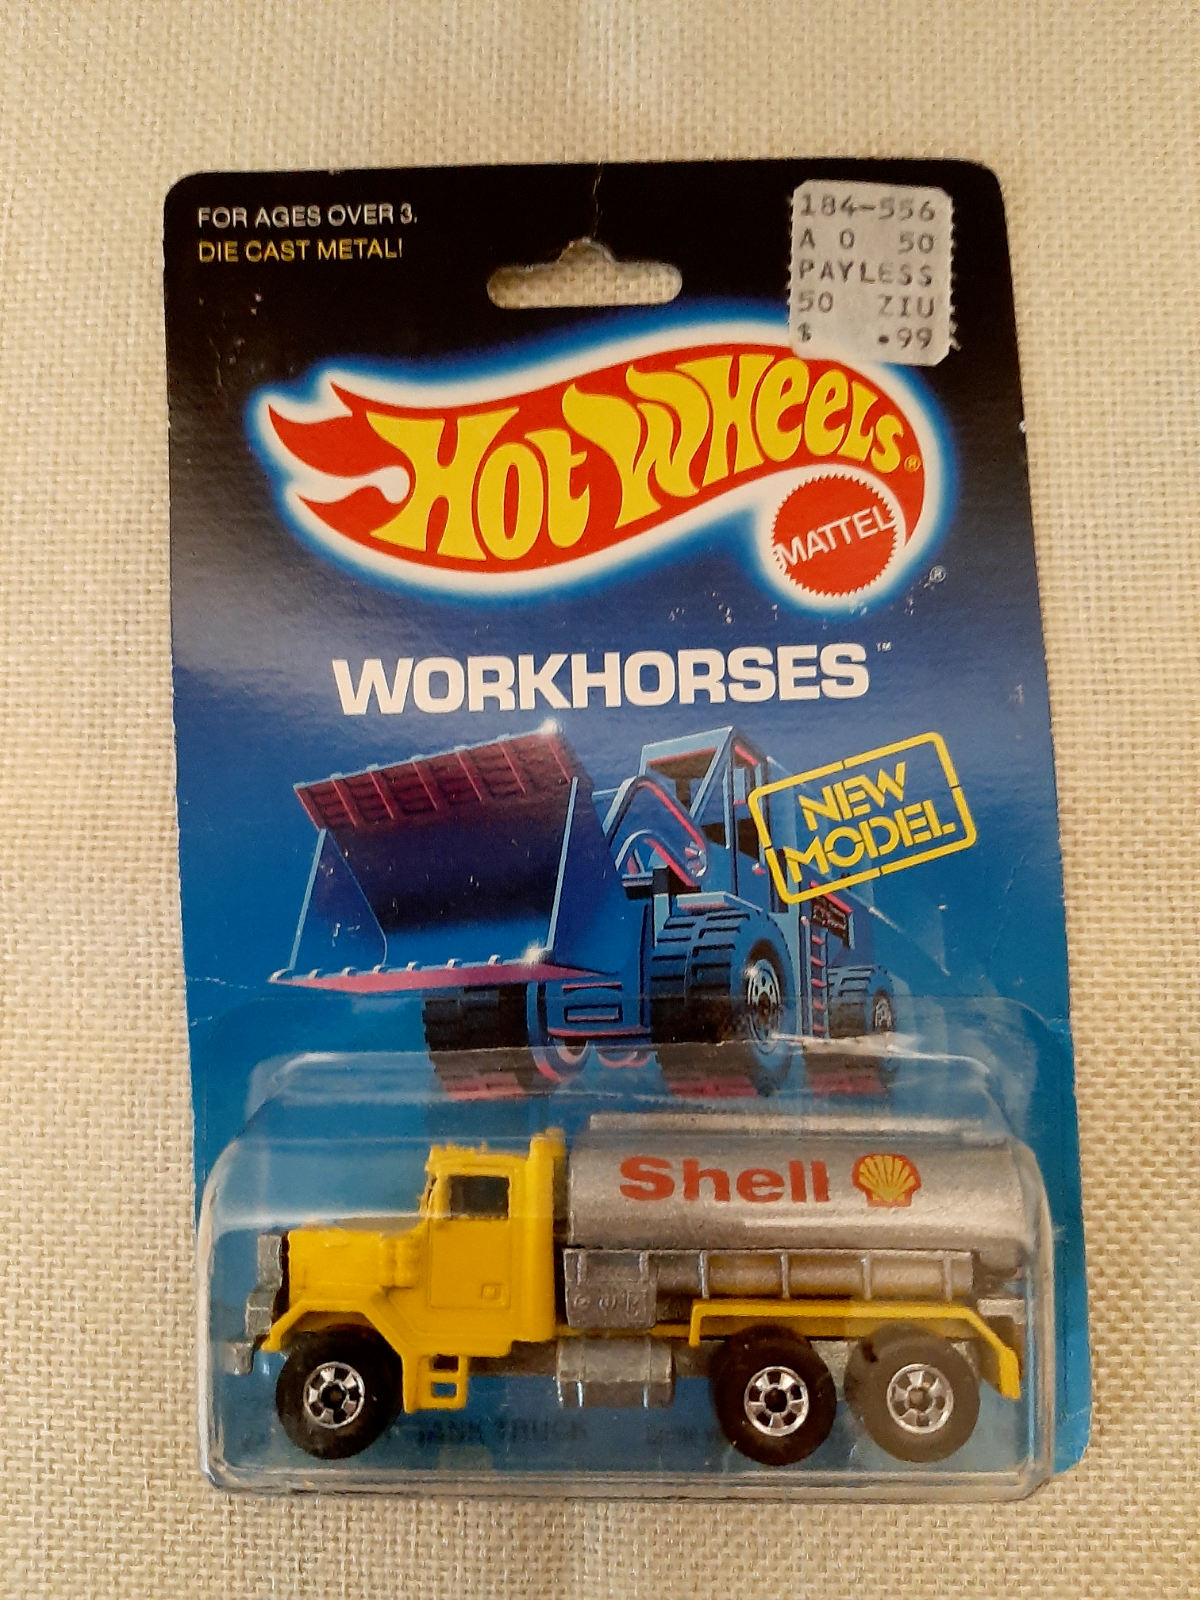 FOR AGES OVER 3.
DIE CAST METAL!
184-556
A 0 50
PAYLESS
50 ZIU
$ .99
HOT WHEELS®
MATTEL
®
WORKHORSES™
NEW
MODEL
Shell
TANK TRUCK